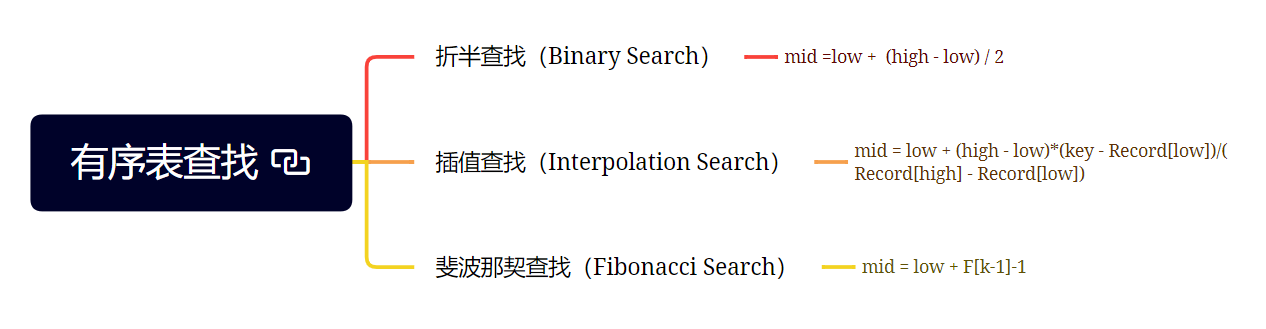 有序表查找
折半查找（Binary Search）
mid =low +  (high - low) / 2
插值查找（Interpolation Search）
mid = low + (high - low)*(key - Record[low])/(
Record[high] - Record[low])
斐波那契查找（Fibonacci Search）
mid = low + F[k-1]-1